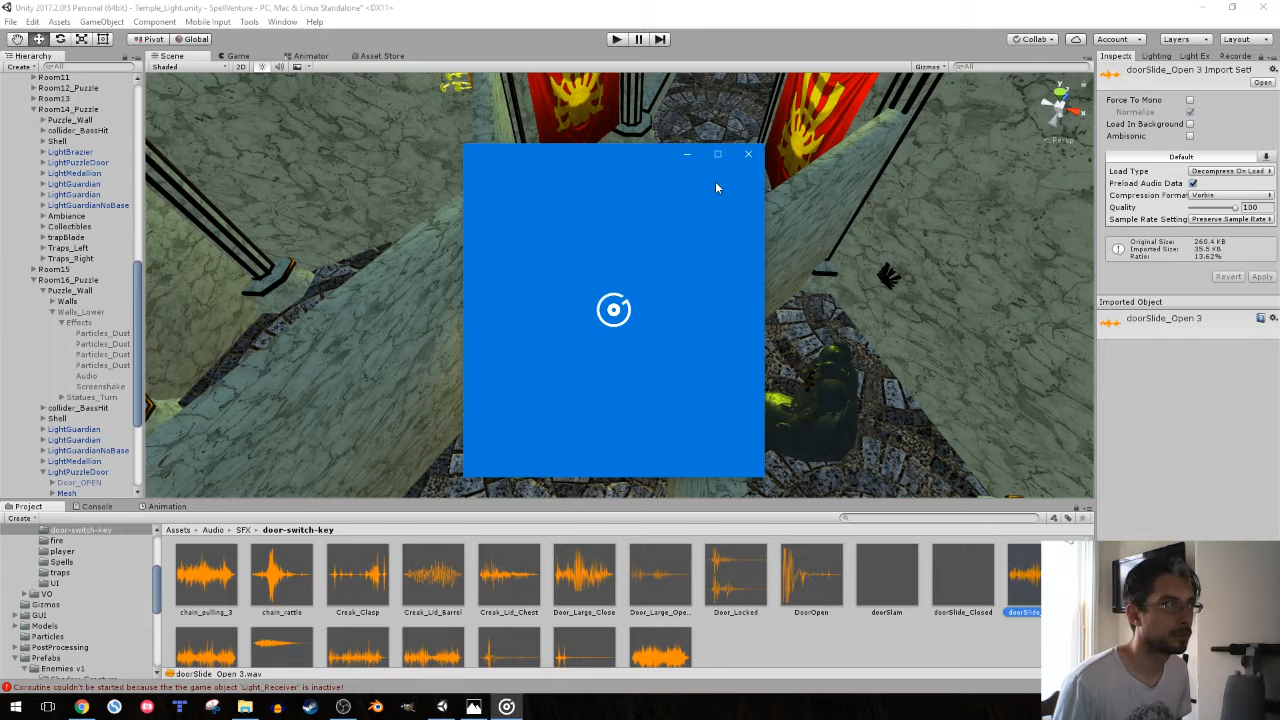 Unity 2017.2.0f3 Personal (64bit) - Temple_Light.unity - SpellVenture - PC, Mac & Linux Standalone* <DX11>
File Edit Assets GameObject Component Mobile Input Tools Window Help
Pivot Global Collab Account Layers Layout
Hierarchy Scene Game Animator Asset Store Inspecto Lighting Light Ex Recorde
Create All Shaded 2D Gizmos All doorSlide_Open 3 Import Sett
Open
Room11
Room12_Puzzle
Room13
Room14_Puzzle
Puzzle_Wall
collider_BassHit
Shell
LightBrazier
LightPuzzleDoor
LightMedallion
LightGuardian
LightGuardian
LightGuardianNoBase
Ambiance
Collectibles
trapBlade
Traps_Left
Traps_Right
Room15
Room16_Puzzle
Puzzle_Wall
Walls
Walls_Lower
Effects
Particles_Dust
Particles_Dust
Particles_Dust
Particles_Dust
Audio
Screenshake
Statues_Turn
collider_BassHit
Shell
LightGuardian
LightGuardian
LightGuardianNoBase
LightMedallion
LightPuzzleDoor
Door_OPEN
Mesh
y
x
Persp
Force To Mono
Normalize
Load In Background
Ambisonic
Default
Load Type Decompress On Load
Preload Audio Data
Compression Format Vorbis
Quality 100
Sample Rate Setting Preserve Sample Rate
Original Size: 260.4 KB
Imported Size: 35.5 KB
Ratio: 13.62%
Revert Apply
Imported Object
doorSlide_Open 3
Project Console Animation
Create
door-switch-key
fire
player
Spells
traps
UI
VO
Gizmos
GUI
Models
Particles
PostProcessing
Prefabs
Enemies v1
Assets Audio SFX door-switch-key
chain_pulling_3 chain_rattle Creak_Clasp Creak_Lid_Barrel Creak_Lid_Chest Door_Large_Close Door_Large_Ope... Door_Locked DoorOpen doorSlam doorSlide_Closed doorSlide_
doorSlide_Open 3.wav
Coroutine couldn't be started because the the game object 'Light_Receiver' is inactive!